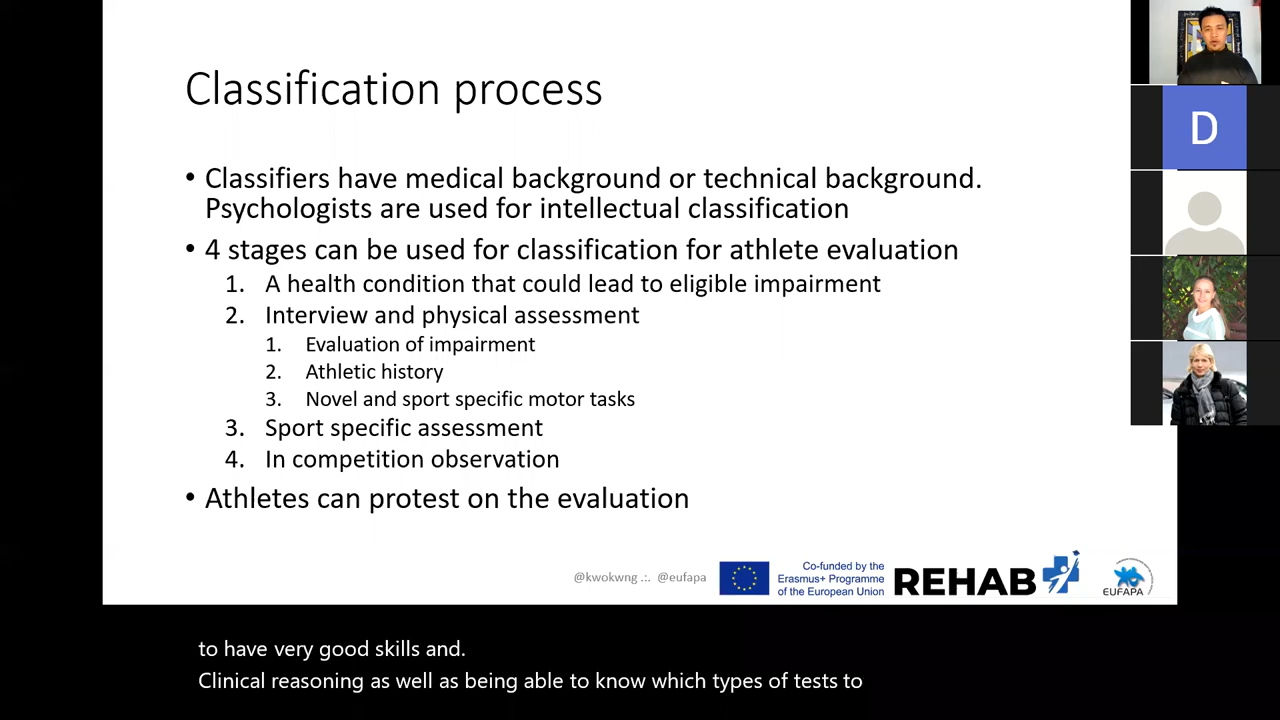 Classification process
• Classifiers have medical background or technical background.
Psychologists are used for intellectual classification
• 4 stages can be used for classification for athlete evaluation
1. A health condition that could lead to eligible impairment
2. Interview and physical assessment
1. Evaluation of impairment
2. Athletic history
3. Novel and sport specific motor tasks
3. Sport specific assessment
4. In competition observation
• Athletes can protest on the evaluation
@kwokwng .:. @eufapa
Co-funded by the
Erasmus+ Programme
of the European Union
REHAB
EUFAPA
D
to have very good skills and.
Clinical reasoning as well as being able to know which types of tests to